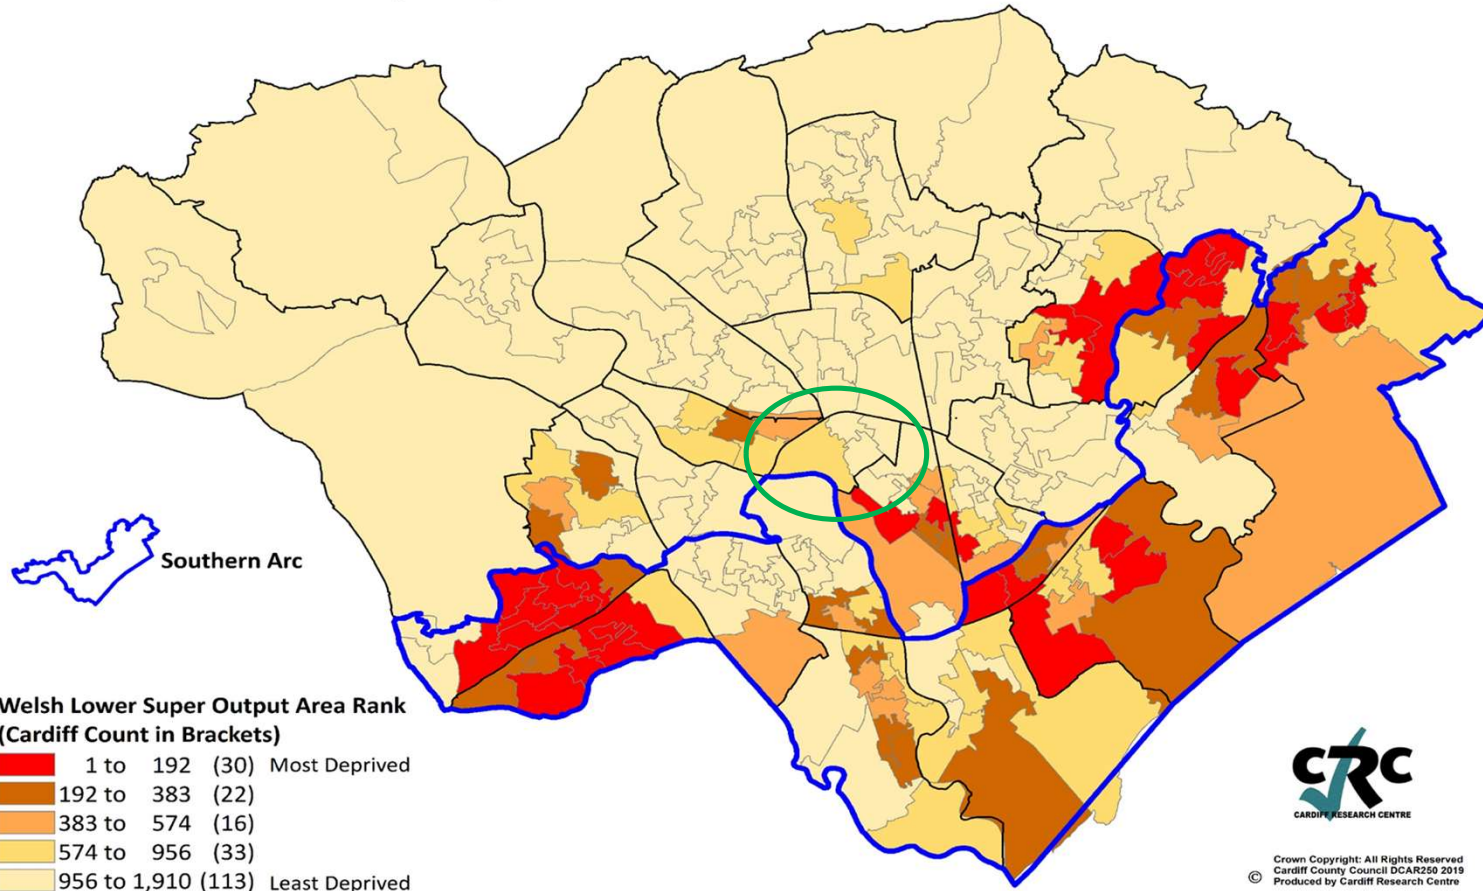 Southern Arc
Welsh Lower Super Output Area Rank
(Cardiff Count in Brackets)
1 to 192 (30) Most Deprived
192 to 383 (22)
383 to 574 (16)
574 to 956 (33)
956 to 1,910 (113) Least Deprived
CRC
CARDIFF RESEARCH CENTRE
Crown Copyright: All Rights Reserved
Cardiff County Council DCAR250 2019
© Produced by Cardiff Research Centre